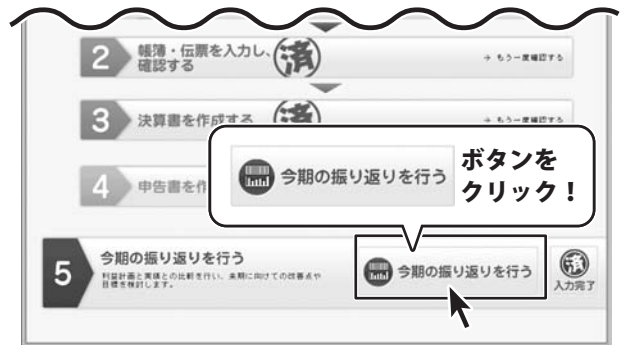 2
帳簿・伝票を入力し、
確認する
済
→ もう一度確認する
3
決算書を作成する
済
→ もう一度確認する
今期の振り返りを行う
ボタンを
クリック！
4
申告書を作
5
今期の振り返りを行う
利益計画と実績との比較を行い、来期に向けての改善点や
目標を検討します。
今期の振り返りを行う
済
入力完了